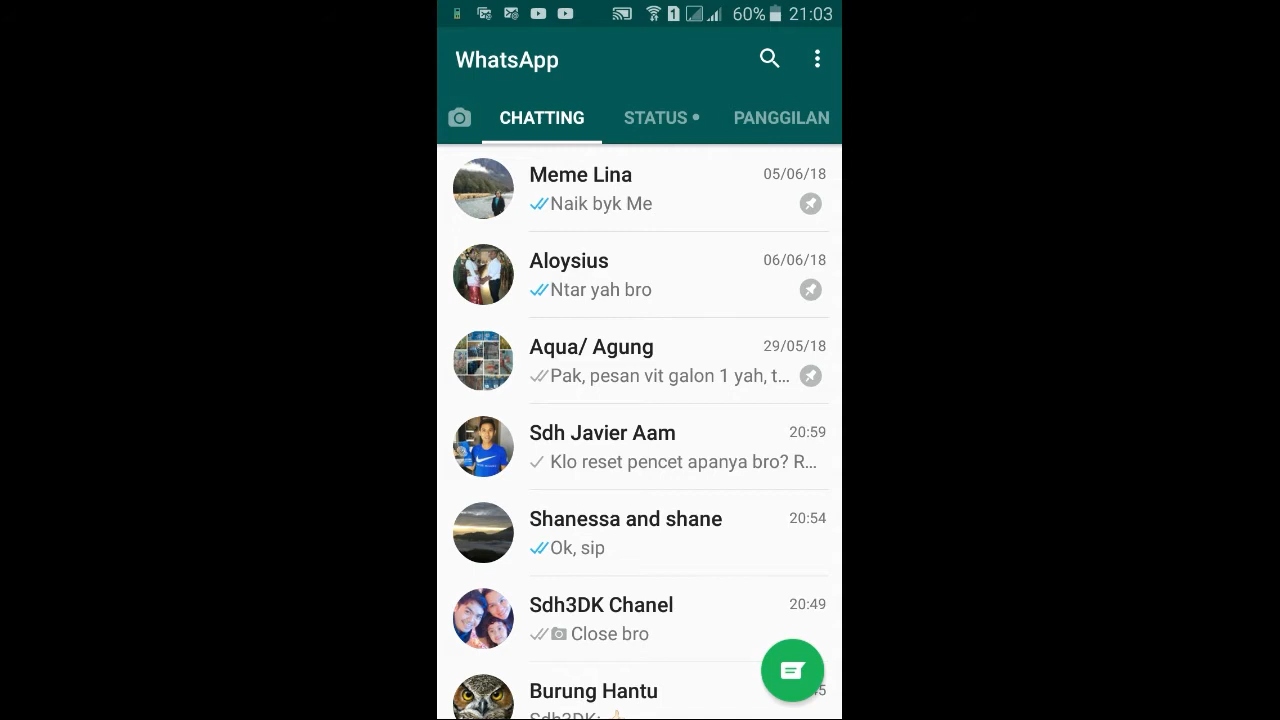 1 60% 21:03
WhatsApp
CHATTING STATUS • PANGGILAN
Meme Lina 05/06/18
Naik byk Me
Aloysius 06/06/18
Ntar yah bro
Aqua/ Agung 29/05/18
Pak, pesan vit galon 1 yah, t...
Sdh Javier Aam 20:59
Klo reset pencet apanya bro? R...
Shanessa and shane 20:54
Ok, sip
Sdh3DK Chanel 20:49
Close bro
Burung Hantu
Sdh3DK: